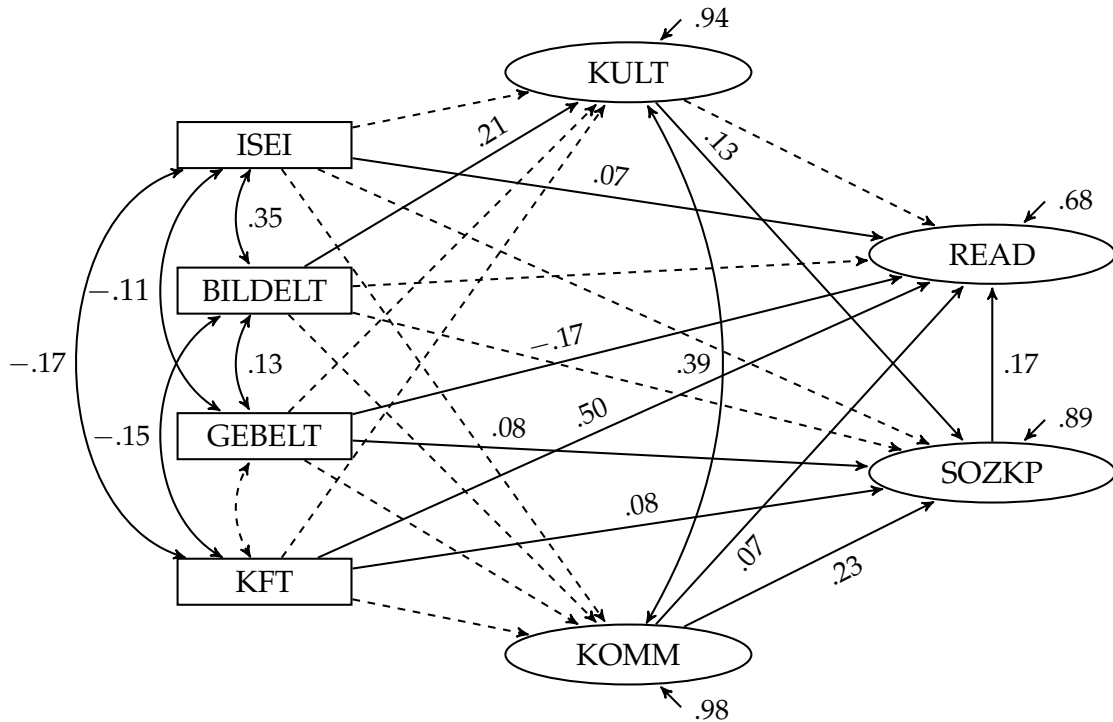 .94
KULT
.21
.13
ISEI
.07
.68
.35
READ
−.11
BILDELT
−.17
−.17
.13
.39
.17
.50
−.15
GEBELT
.08
.89
SOZKP
.08
KFT
.07
.23
KOMM
.98